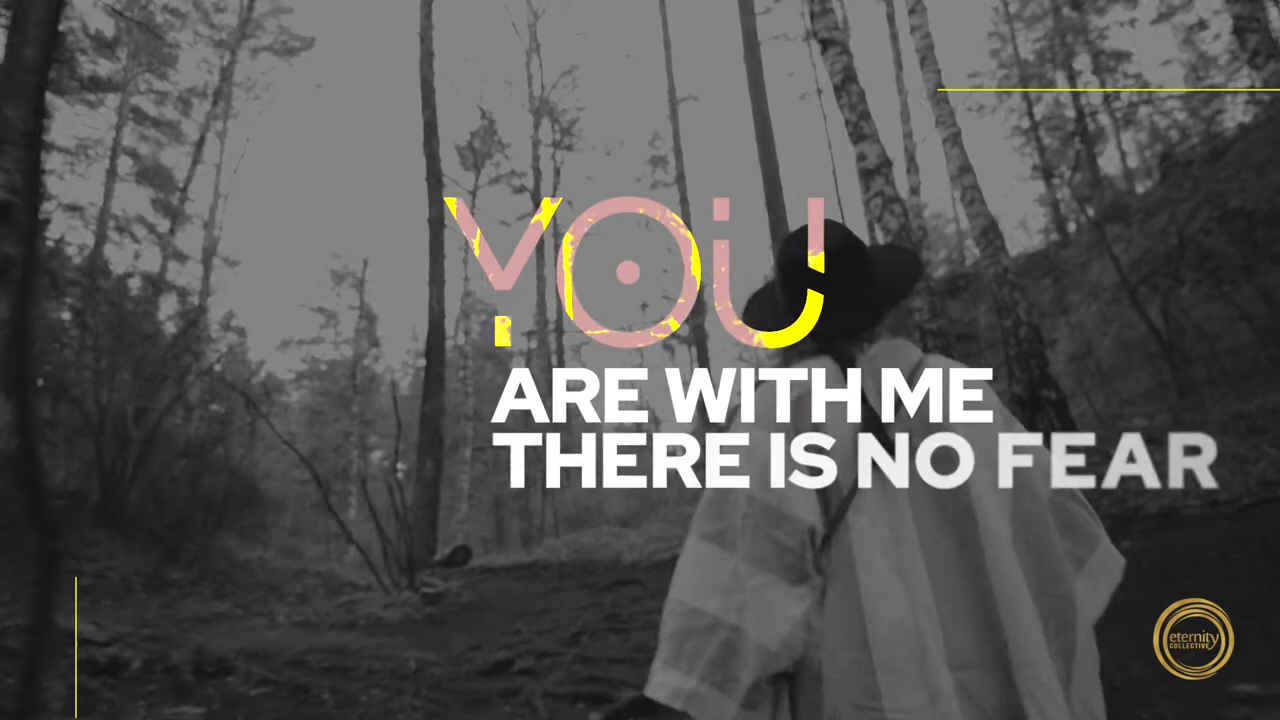 YOU
ARE WITH ME
THERE IS NO FEAR
eternity
COLLECTIVE